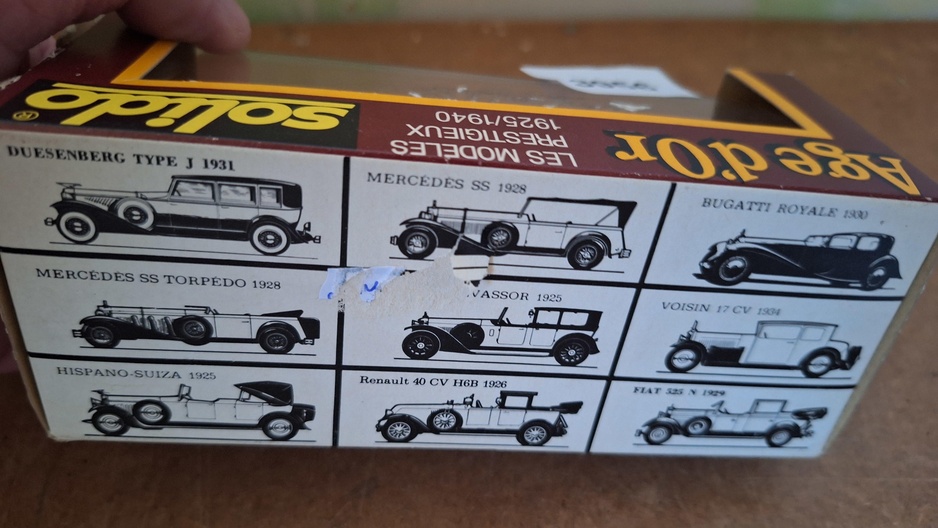 solido ®
LES MODELES
PRESTIGIEUX
1925/1940
Age d'Or
DUESENBERG TYPE J 1931
MERCÉDÈS SS 1928
BUGATTI ROYALE 1930
MERCÉDÈS SS TORPÉDO 1928
VASSOR 1925
VOISIN 17 CV 1934
HISPANO-SUIZA 1925
Renault 40 CV H6B 1926
FIAT 525 N 1929